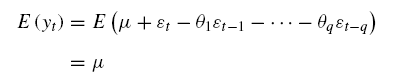 E (y_t) = E (μ + ε_t − θ_1ε_{t−1} − ⋯ − θ_qε_{t−q})
= μ